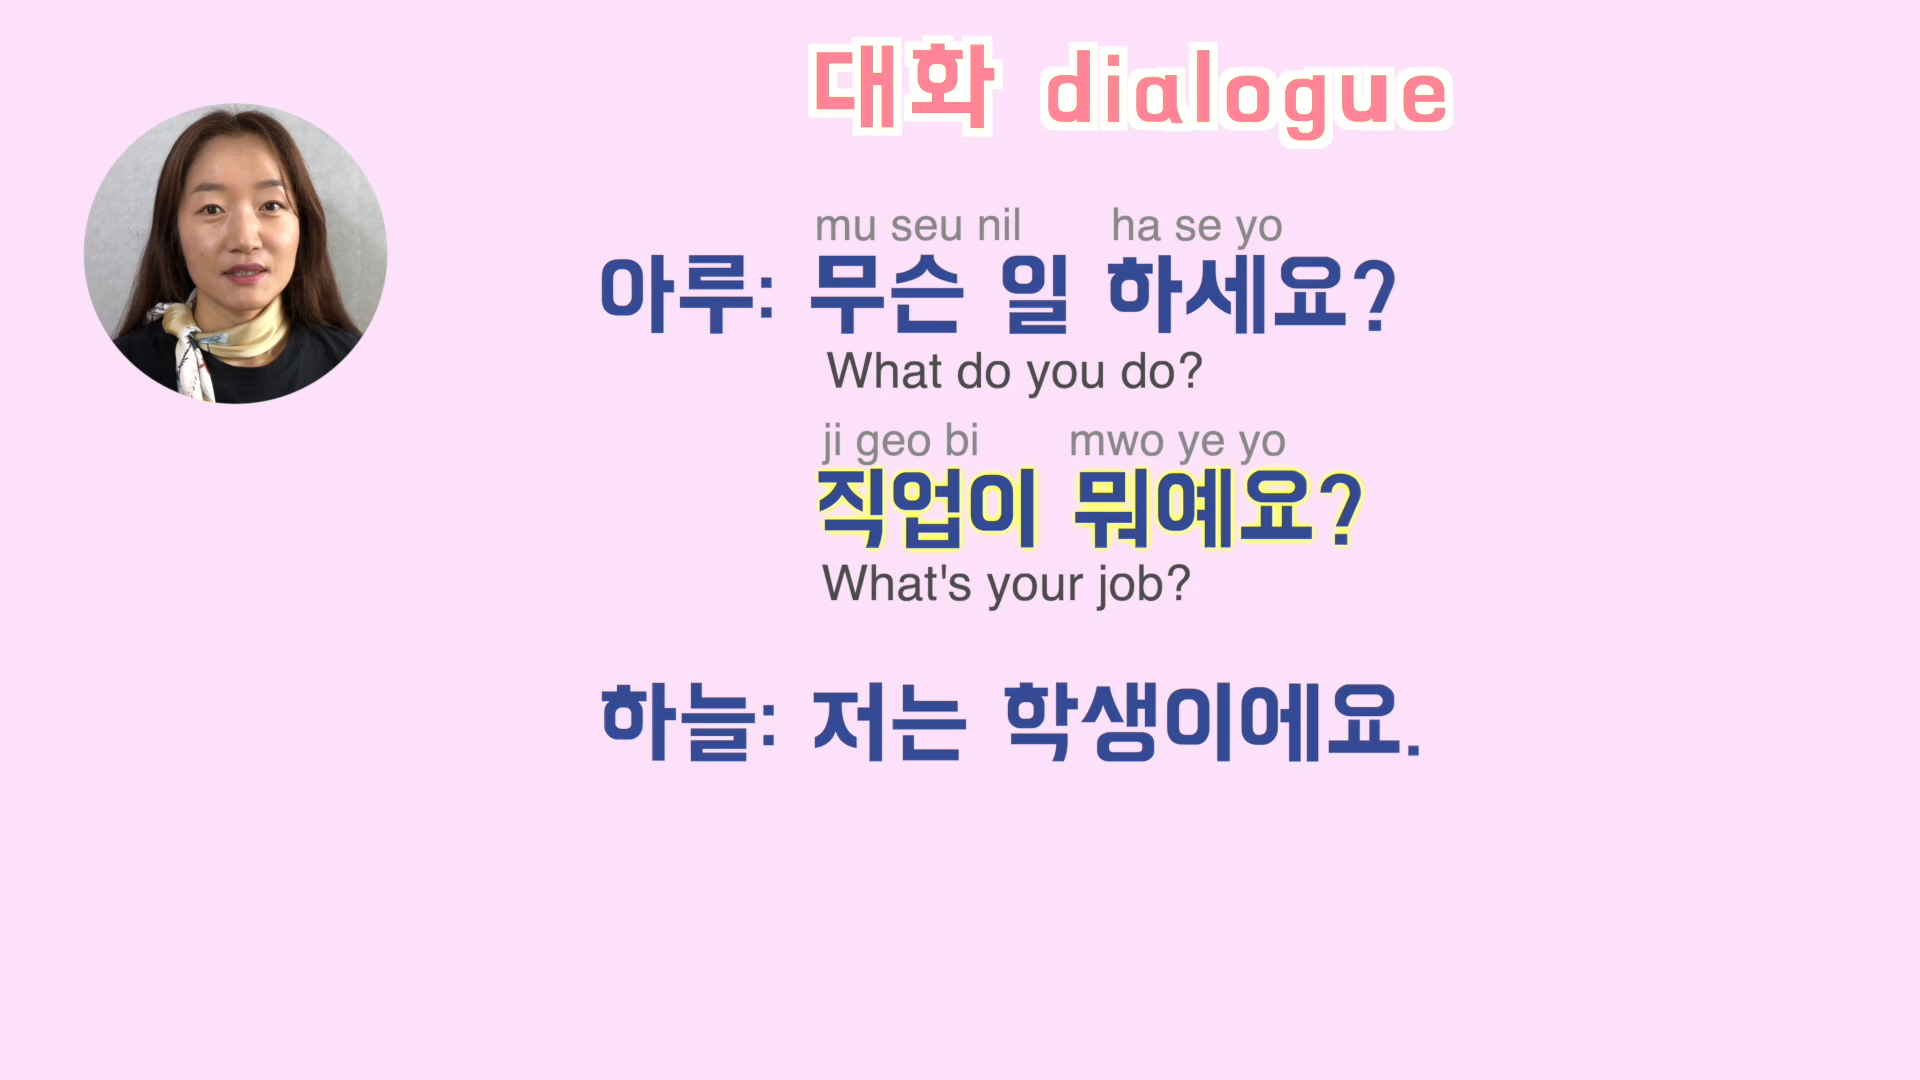 대화 dialogue
mu seu nil ha se yo
아루: 무슨 일 하세요?
What do you do?
ji geo bi mwo ye yo
직업이 뭐예요?
What's your job?
하늘: 저는 학생이에요.